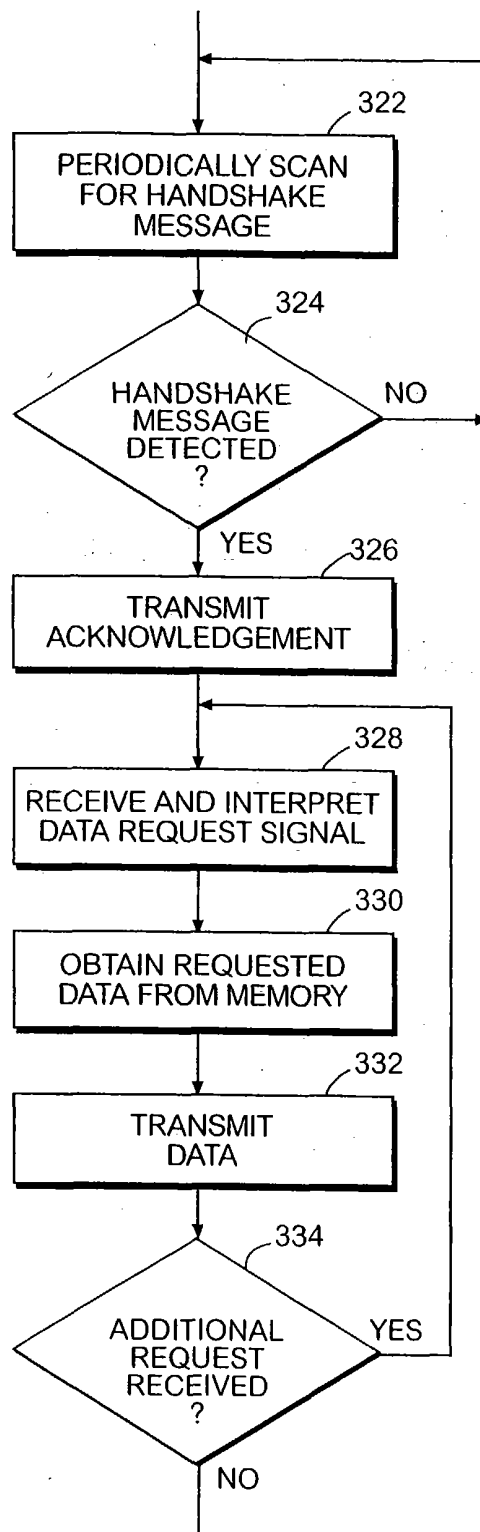 322
PERIODICALLY SCAN
FOR HANDSHAKE
MESSAGE
324
HANDSHAKE
MESSAGE
DETECTED
?
NO
YES
326
TRANSMIT
ACKNOWLEDGEMENT
328
RECEIVE AND INTERPRET
DATA REQUEST SIGNAL
330
OBTAIN REQUESTED
DATA FROM MEMORY
332
TRANSMIT
DATA
334
ADDITIONAL
REQUEST
RECEIVED
?
YES
NO